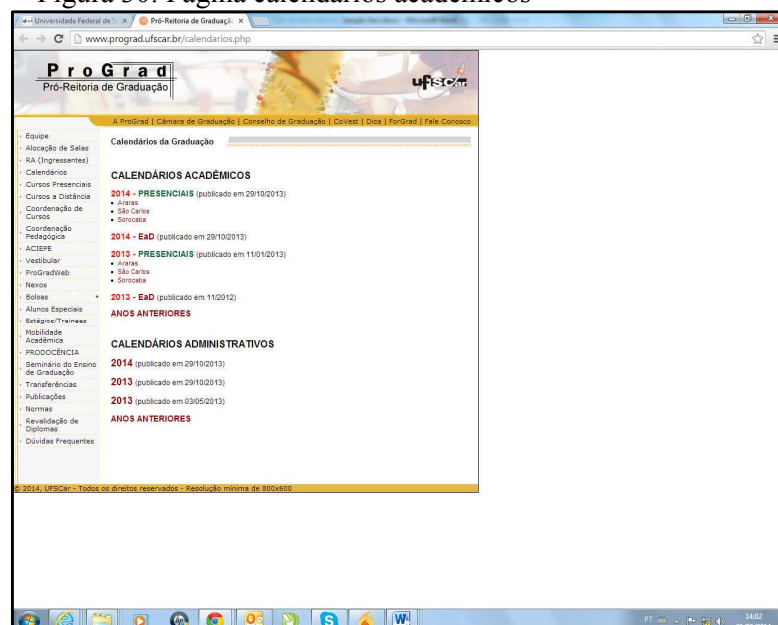 Figura 30: Página calendários acadêmicos
Universidade Federal de S
Pró-Reitoria de Graduaçã
www.prograd.ufscar.br/calendarios.php
ProGrad
Pró-Reitoria de Graduação
ufscar
A ProGrad | Câmara de Graduação | Conselho de Graduação | CoVest | Dica | ForGrad | Fale Conosco
Equipe
Alocação de Salas
RA (Ingressantes)
Calendários
Cursos Presenciais
Cursos a Distância
Coordenação de
Cursos
Coordenação
Pedagógica
ACIEPE
Vestibular
ProGradWeb
Nexos
Bolsas
Alunos Especiais
Estágios/Trainees
Mobilidade
Acadêmica
PRODOCÊNCIA
Seminário do Ensino
de Graduação
Transferências
Publicações
Normas
Revalidação de
Diplomas
Dúvidas Frequentes
Calendários da Graduação
CALENDÁRIOS ACADÊMICOS
2014 - PRESENCIAIS (publicado em 29/10/2013)
Araras
São Carlos
Sorocaba
2014 - EaD (publicado em 29/10/2013)
2013 - PRESENCIAIS (publicado em 11/01/2013)
Araras
São Carlos
Sorocaba
2013 - EaD (publicado em 11/2012)
ANOS ANTERIORES
CALENDÁRIOS ADMINISTRATIVOS
2014 (publicado em 29/10/2013)
2013 (publicado em 29/10/2013)
2013 (publicado em 03/05/2013)
ANOS ANTERIORES
© 2014, UFSCar - Todos os direitos reservados - Resolução mínima de 800x600
PT
14:02